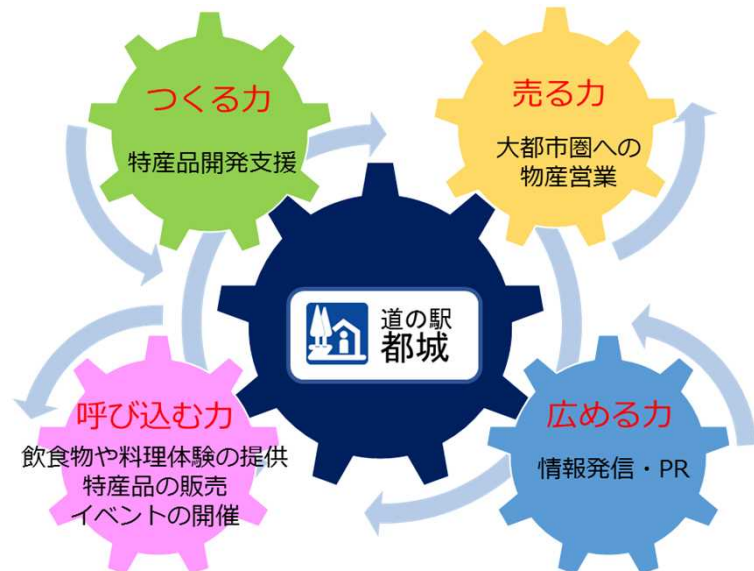 つくる力
特産品開発支援
売る力
大都市圏への
物産営業
道の駅
都城
呼び込む力
飲食物や料理体験の提供
特産品の販売
イベントの開催
広める力
情報発信・PR